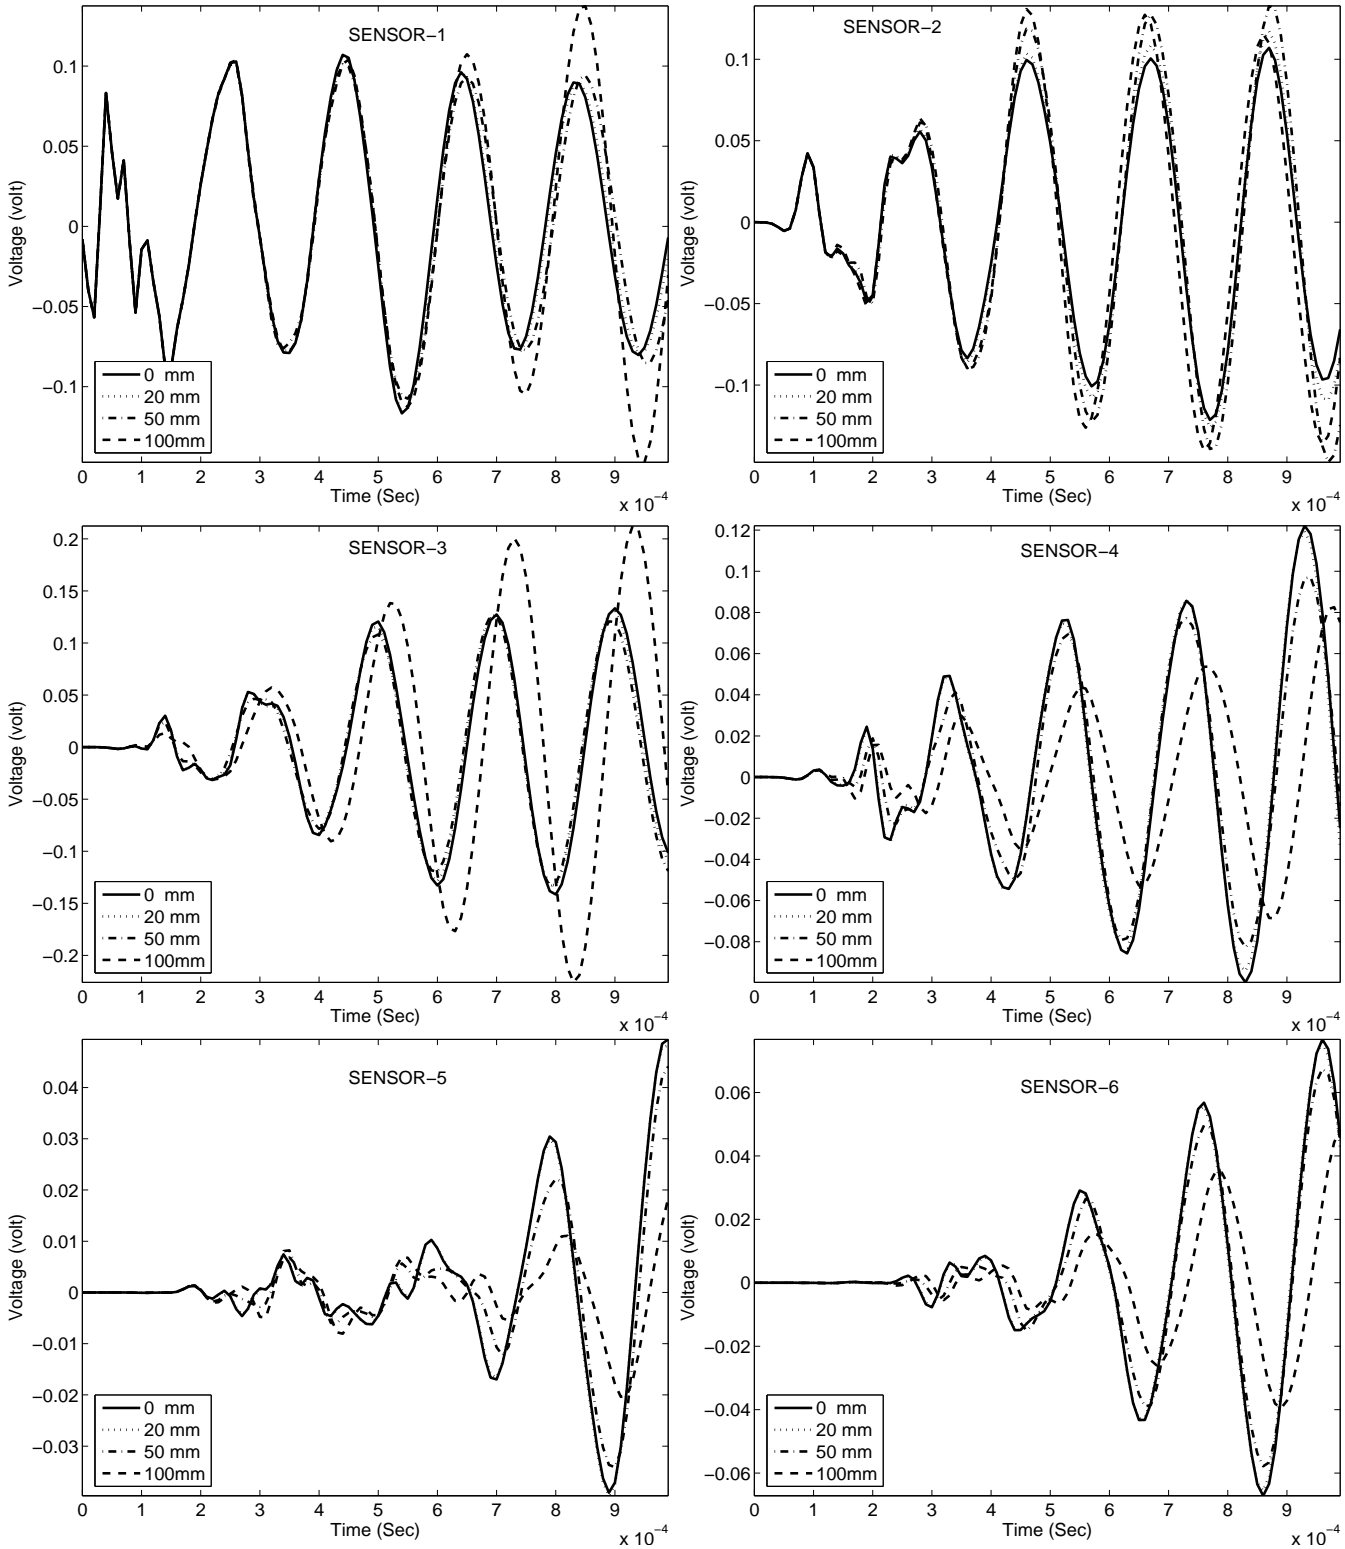 SENSOR−1
0.1
0.05
0
−0.05
−0.1
Voltage (volt)
0 mm
20 mm
50 mm
100mm
0 1 2 3 4 5 6 7 8 9
Time (Sec)
x 10−4
SENSOR−2
0.1
0.05
0
−0.05
−0.1
Voltage (volt)
0 mm
20 mm
50 mm
100mm
0 1 2 3 4 5 6 7 8 9
Time (Sec)
x 10−4
SENSOR−3
0.2
0.15
0.1
0.05
0
−0.05
−0.1
−0.15
−0.2
Voltage (volt)
0 mm
20 mm
50 mm
100mm
0 1 2 3 4 5 6 7 8 9
Time (Sec)
x 10−4
SENSOR−4
0.12
0.1
0.08
0.06
0.04
0.02
0
−0.02
−0.04
−0.06
−0.08
Voltage (volt)
0 mm
20 mm
50 mm
100mm
0 1 2 3 4 5 6 7 8 9
Time (Sec)
x 10−4
SENSOR−5
0.04
0.03
0.02
0.01
0
−0.01
−0.02
−0.03
Voltage (volt)
0 mm
20 mm
50 mm
100mm
0 1 2 3 4 5 6 7 8 9
Time (Sec)
x 10−4
SENSOR−6
0.06
0.04
0.02
0
−0.02
−0.04
−0.06
Voltage (volt)
0 mm
20 mm
50 mm
100mm
0 1 2 3 4 5 6 7 8 9
Time (Sec)
x 10−4